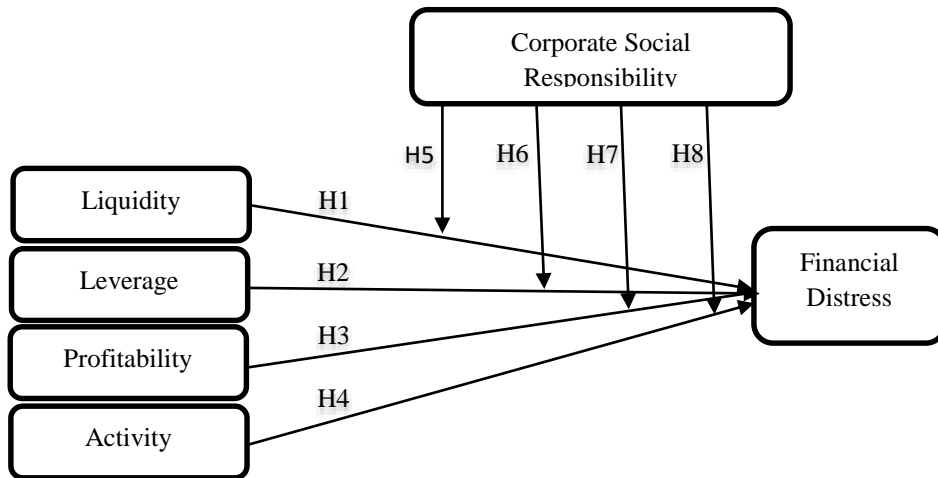 Corporate Social
Responsibility
H5
H6
H7
H8
Liquidity
H1
Leverage
H2
Financial
Distress
Profitability
H3
Activity
H4